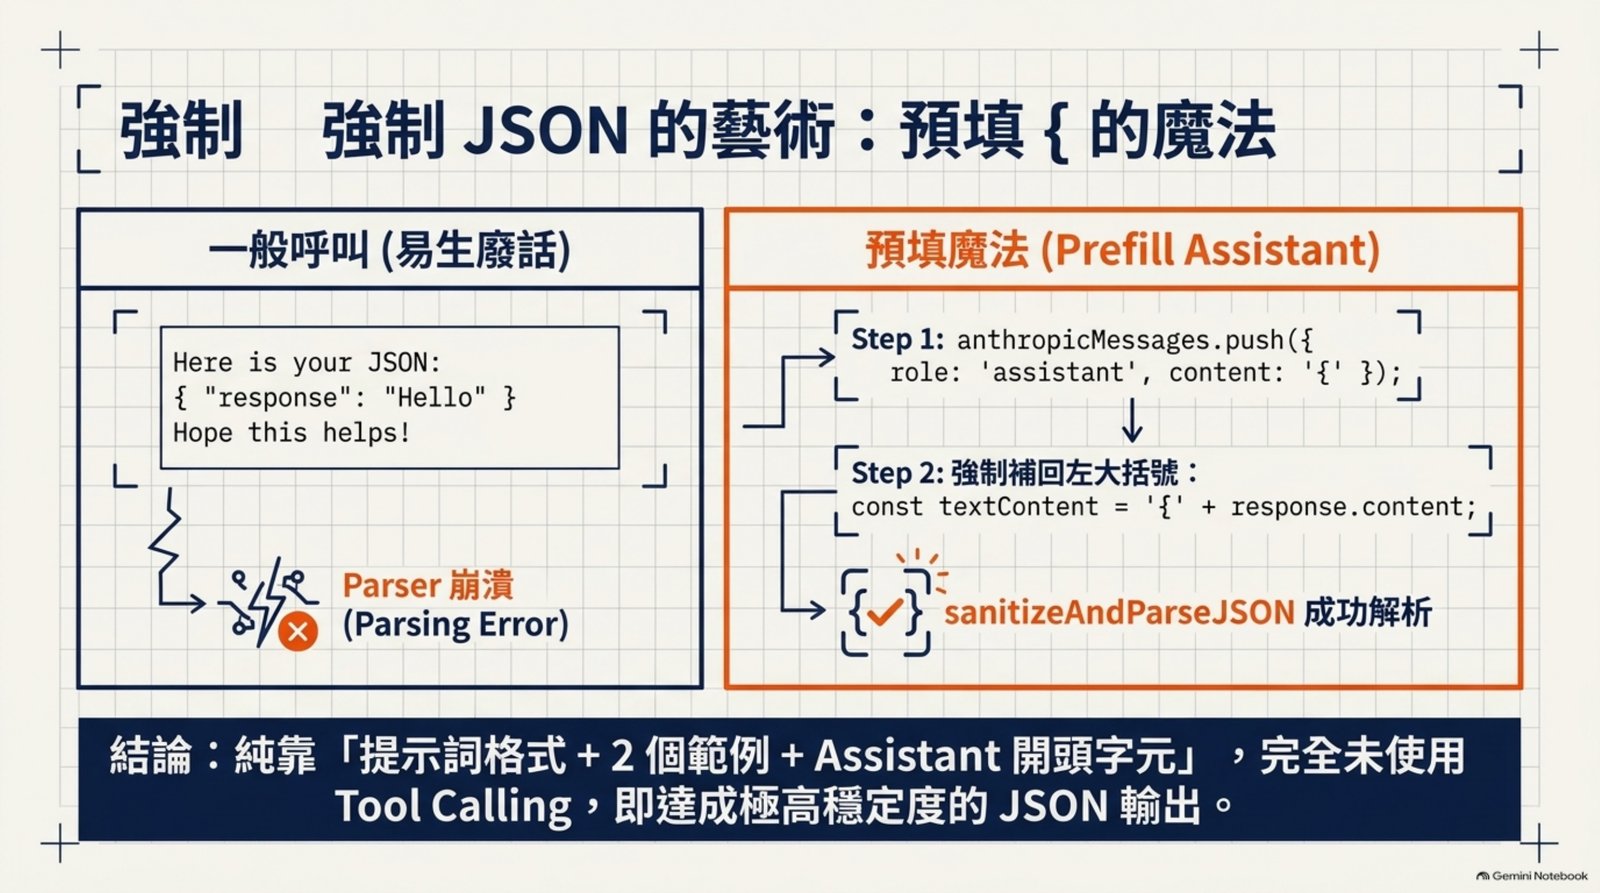 強制 強制 JSON 的藝術：預填 { 的魔法
一般呼叫 (易生廢話)
Here is your JSON:
{ "response": "Hello" }
Hope this helps!
Parser 崩潰
(Parsing Error)
預填魔法 (Prefill Assistant)
Step 1: anthropicMessages.push({
role: 'assistant', content: '{' });
Step 2: 強制補回左大括號：
const textContent = '{' + response.content;
{ }
sanitizeAndParseJSON 成功解析
結論：純靠「提示詞格式 + 2 個範例 + Assistant 開頭字元」，完全未使用
Tool Calling，即達成極高穩定度的 JSON 輸出。
Gemini Notebook